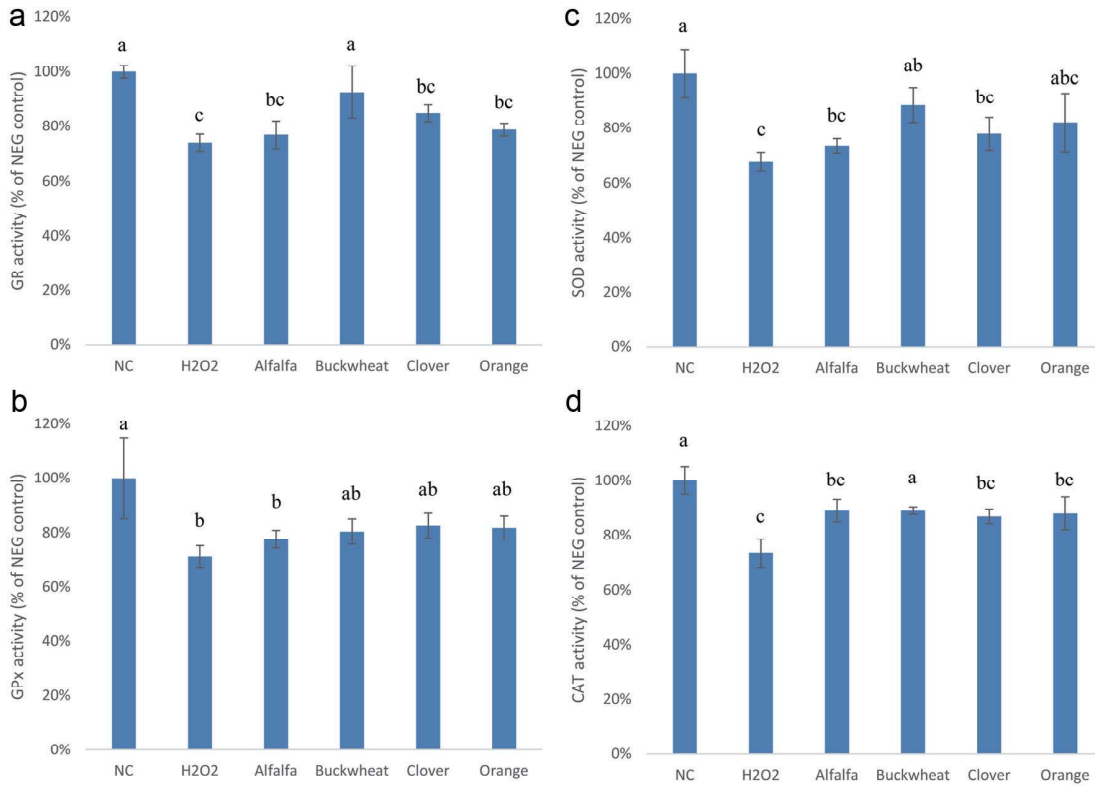 a
GR activity (% of NEG control)
120%
100%
80%
60%
40%
20%
0%
a
c
bc
a
bc
bc
NC H2O2 Alfalfa Buckwheat Clover Orange
b
GPx activity (% of NEG control)
120%
100%
80%
60%
40%
20%
0%
a
b
b
ab
ab
ab
NC H2O2 Alfalfa Buckwheat Clover Orange
c
SOD activity (% of NEG control)
120%
100%
80%
60%
40%
20%
0%
a
c
bc
ab
bc
abc
NC H2O2 Alfalfa Buckwheat Clover Orange
d
CAT activity (% of NEG control)
120%
100%
80%
60%
40%
20%
0%
a
c
bc
a
bc
bc
NC H2O2 Alfalfa Buckwheat Clover Orange